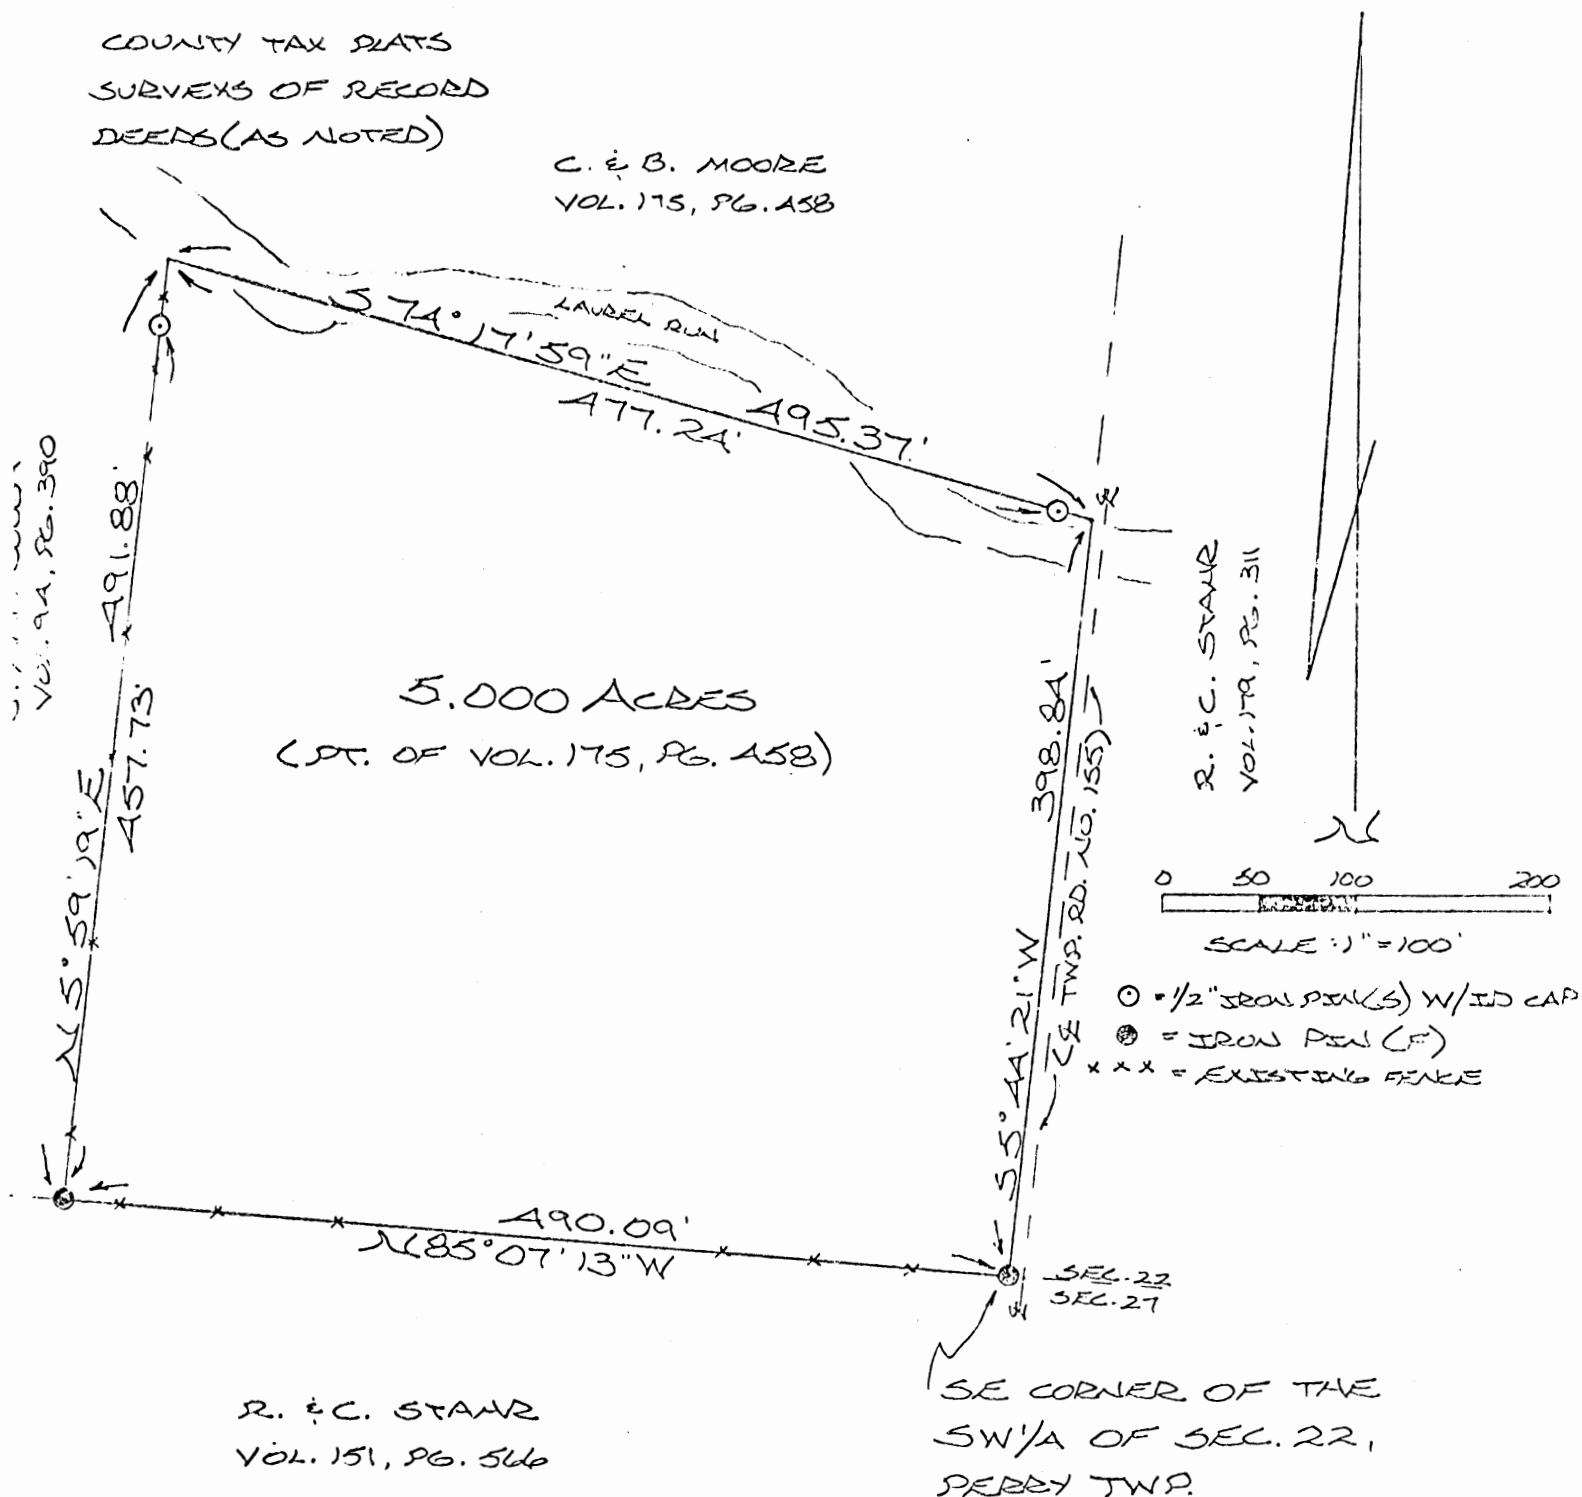 COUNTY TAX PLATS
SURVEYS OF RECORD
DEEDS (AS NOTED)
C. & B. MOORE
VOL. 175, PG. 458
LAUREL RUN
S 74° 17' 59" E
495.37'
477.24'
VOL. 94, PG. 390
491.88'
457.73'
N 5° 59' 19" E
5.000 ACRES
(PT. OF VOL. 175, PG. 458)
398.84'
S 5° 44' 21" W
(℄ TWP. RD. NO. 155)
R. & C. STAHR
VOL. 179, PG. 311
N
0 50 100 200
SCALE: 1" = 100'
= 1/2" IRON PIN(S) W/ID CAP
= IRON PIN (F)
x x x = EXISTING FENCE
490.09'
N 85° 07' 13" W
SEC. 22
SEC. 27
SE CORNER OF THE
SW 1/4 OF SEC. 22,
PERRY TWP.
R. & C. STAHR
VOL. 151, PG. 566